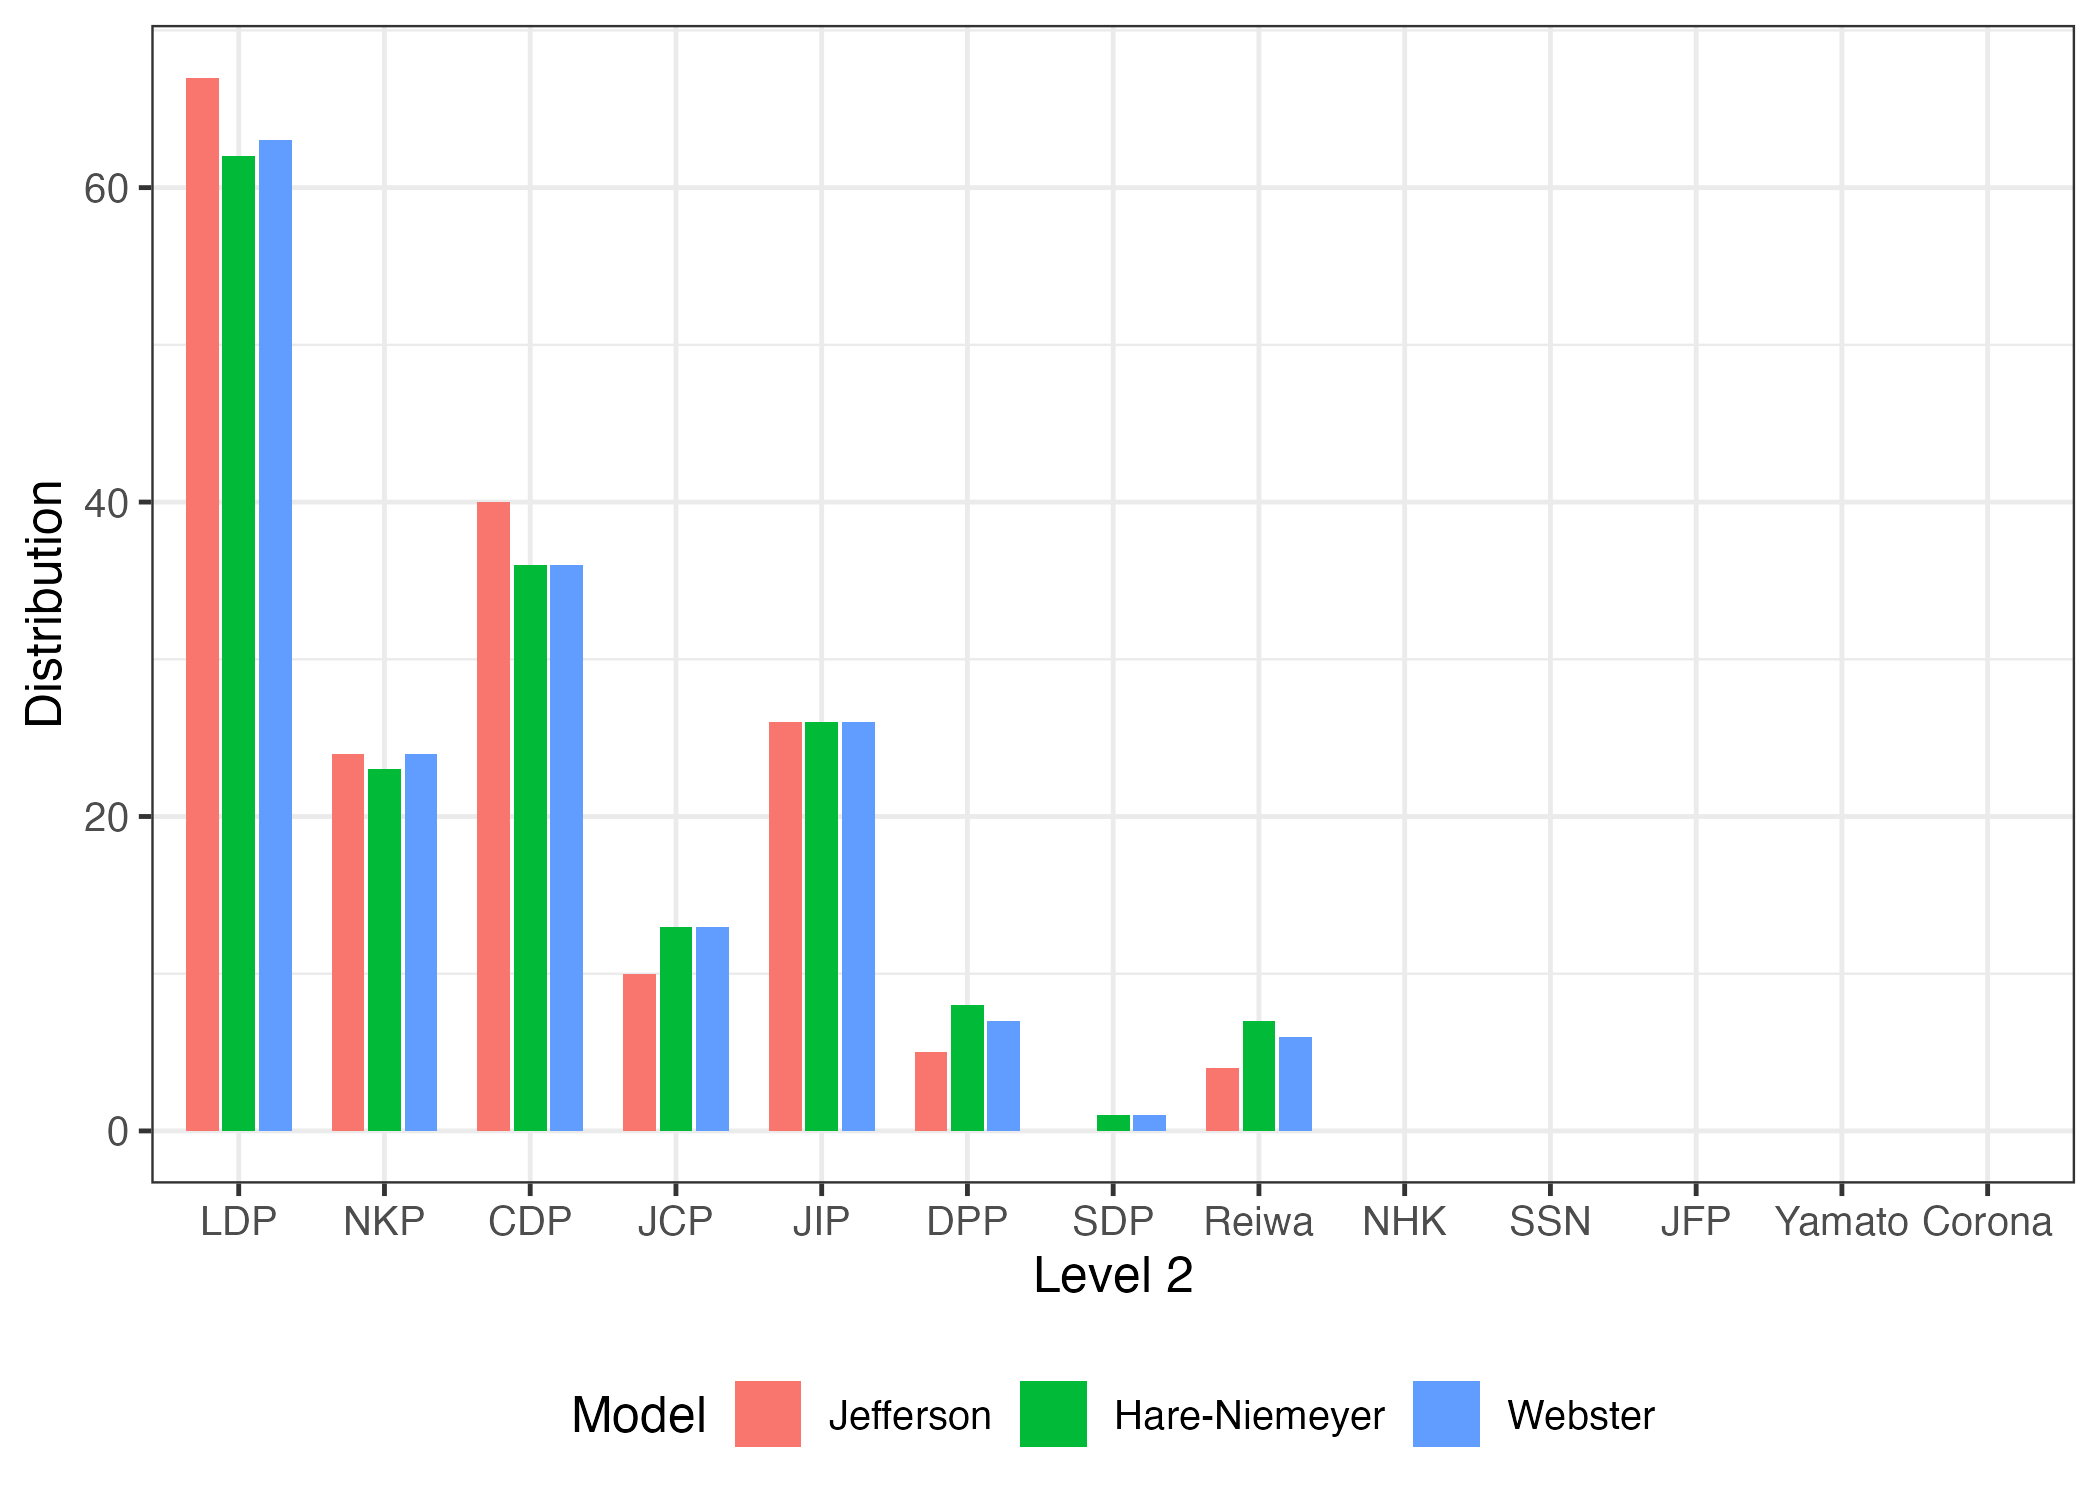 60
40
20
0
Distribution
LDP NKP CDP JCP JIP DPP SDP Reiwa NHK SSN JFP Yamato Corona
Level 2
Model Jefferson Hare-Niemeyer Webster